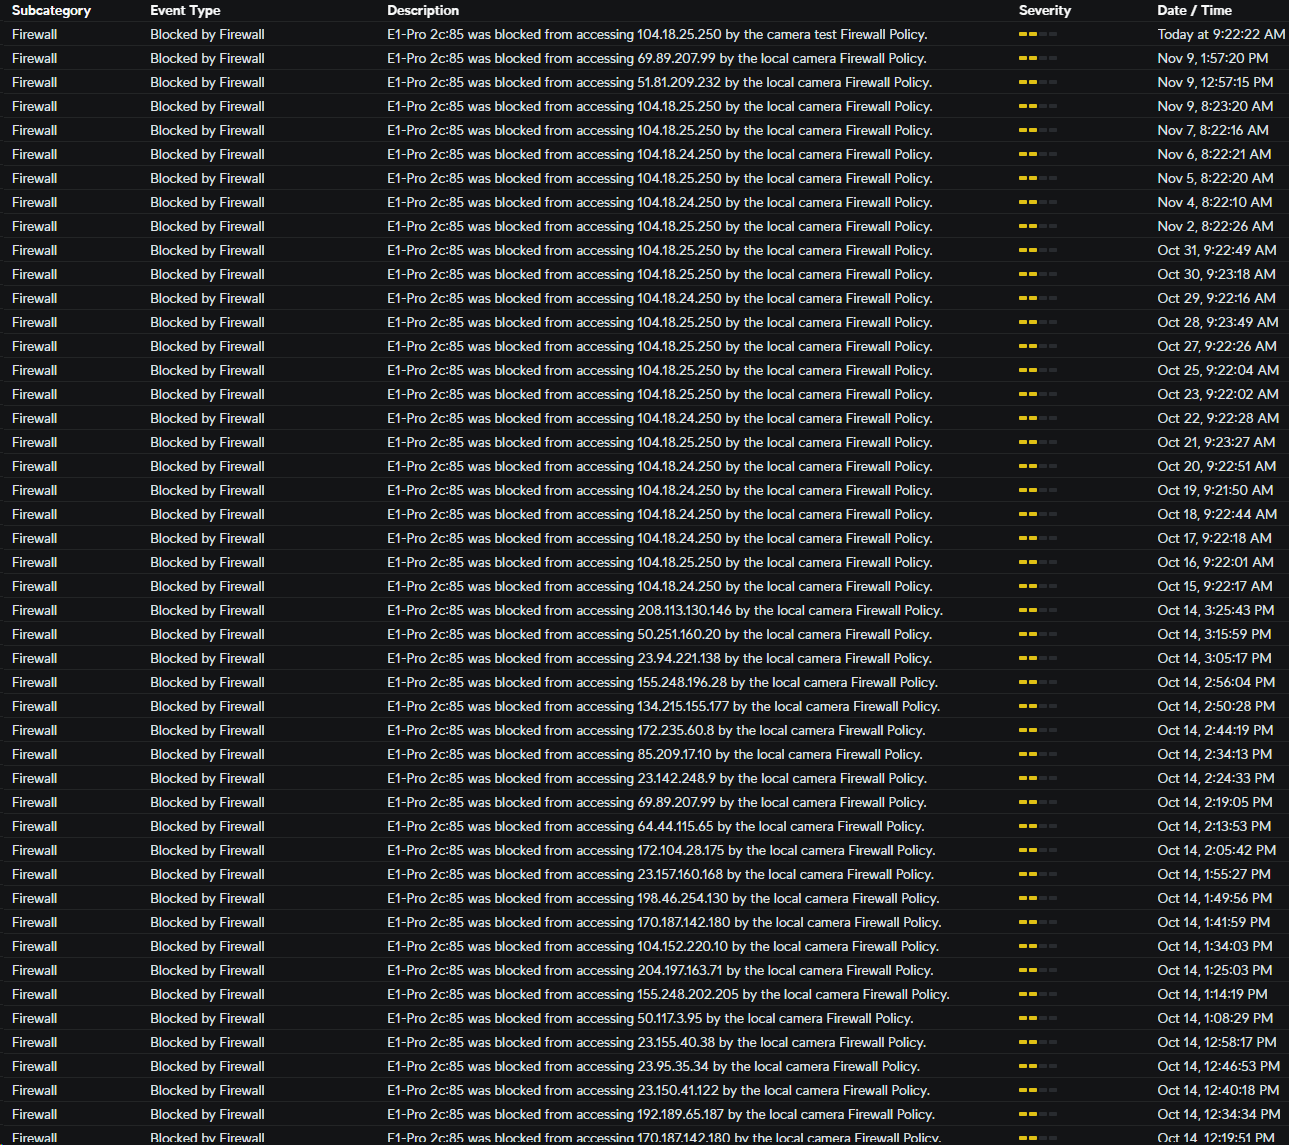 Subcategory Event Type Description Severity Date / Time
Firewall Blocked by Firewall E1-Pro 2c:85 was blocked from accessing 104.18.25.250 by the camera test Firewall Policy. Today at 9:22:22 AM
Firewall Blocked by Firewall E1-Pro 2c:85 was blocked from accessing 69.89.207.99 by the local camera Firewall Policy. Nov 9, 1:57:20 PM
Firewall Blocked by Firewall E1-Pro 2c:85 was blocked from accessing 51.81.209.232 by the local camera Firewall Policy. Nov 9, 12:57:15 PM
Firewall Blocked by Firewall E1-Pro 2c:85 was blocked from accessing 104.18.25.250 by the local camera Firewall Policy. Nov 9, 8:23:20 AM
Firewall Blocked by Firewall E1-Pro 2c:85 was blocked from accessing 104.18.25.250 by the local camera Firewall Policy. Nov 7, 8:22:16 AM
Firewall Blocked by Firewall E1-Pro 2c:85 was blocked from accessing 104.18.24.250 by the local camera Firewall Policy. Nov 6, 8:22:21 AM
Firewall Blocked by Firewall E1-Pro 2c:85 was blocked from accessing 104.18.25.250 by the local camera Firewall Policy. Nov 5, 8:22:20 AM
Firewall Blocked by Firewall E1-Pro 2c:85 was blocked from accessing 104.18.24.250 by the local camera Firewall Policy. Nov 4, 8:22:10 AM
Firewall Blocked by Firewall E1-Pro 2c:85 was blocked from accessing 104.18.24.250 by the local camera Firewall Policy. Nov 2, 8:22:26 AM
Firewall Blocked by Firewall E1-Pro 2c:85 was blocked from accessing 104.18.25.250 by the local camera Firewall Policy. Oct 31, 9:22:49 AM
Firewall Blocked by Firewall E1-Pro 2c:85 was blocked from accessing 104.18.25.250 by the local camera Firewall Policy. Oct 30, 9:23:18 AM
Firewall Blocked by Firewall E1-Pro 2c:85 was blocked from accessing 104.18.24.250 by the local camera Firewall Policy. Oct 29, 9:22:16 AM
Firewall Blocked by Firewall E1-Pro 2c:85 was blocked from accessing 104.18.25.250 by the local camera Firewall Policy. Oct 28, 9:23:49 AM
Firewall Blocked by Firewall E1-Pro 2c:85 was blocked from accessing 104.18.25.250 by the local camera Firewall Policy. Oct 27, 9:22:26 AM
Firewall Blocked by Firewall E1-Pro 2c:85 was blocked from accessing 104.18.25.250 by the local camera Firewall Policy. Oct 25, 9:22:04 AM
Firewall Blocked by Firewall E1-Pro 2c:85 was blocked from accessing 104.18.25.250 by the local camera Firewall Policy. Oct 23, 9:22:02 AM
Firewall Blocked by Firewall E1-Pro 2c:85 was blocked from accessing 104.18.24.250 by the local camera Firewall Policy. Oct 22, 9:22:28 AM
Firewall Blocked by Firewall E1-Pro 2c:85 was blocked from accessing 104.18.25.250 by the local camera Firewall Policy. Oct 21, 9:23:27 AM
Firewall Blocked by Firewall E1-Pro 2c:85 was blocked from accessing 104.18.24.250 by the local camera Firewall Policy. Oct 20, 9:22:51 AM
Firewall Blocked by Firewall E1-Pro 2c:85 was blocked from accessing 104.18.24.250 by the local camera Firewall Policy. Oct 19, 9:21:50 AM
Firewall Blocked by Firewall E1-Pro 2c:85 was blocked from accessing 104.18.24.250 by the local camera Firewall Policy. Oct 18, 9:22:44 AM
Firewall Blocked by Firewall E1-Pro 2c:85 was blocked from accessing 104.18.24.250 by the local camera Firewall Policy. Oct 17, 9:22:18 AM
Firewall Blocked by Firewall E1-Pro 2c:85 was blocked from accessing 104.18.25.250 by the local camera Firewall Policy. Oct 16, 9:22:01 AM
Firewall Blocked by Firewall E1-Pro 2c:85 was blocked from accessing 104.18.24.250 by the local camera Firewall Policy. Oct 15, 9:22:17 AM
Firewall Blocked by Firewall E1-Pro 2c:85 was blocked from accessing 208.113.130.146 by the local camera Firewall Policy. Oct 14, 3:25:43 PM
Firewall Blocked by Firewall E1-Pro 2c:85 was blocked from accessing 50.251.160.20 by the local camera Firewall Policy. Oct 14, 3:15:59 PM
Firewall Blocked by Firewall E1-Pro 2c:85 was blocked from accessing 23.94.221.138 by the local camera Firewall Policy. Oct 14, 3:05:17 PM
Firewall Blocked by Firewall E1-Pro 2c:85 was blocked from accessing 155.248.196.28 by the local camera Firewall Policy. Oct 14, 2:56:04 PM
Firewall Blocked by Firewall E1-Pro 2c:85 was blocked from accessing 134.215.155.177 by the local camera Firewall Policy. Oct 14, 2:50:28 PM
Firewall Blocked by Firewall E1-Pro 2c:85 was blocked from accessing 172.235.60.8 by the local camera Firewall Policy. Oct 14, 2:44:19 PM
Firewall Blocked by Firewall E1-Pro 2c:85 was blocked from accessing 85.209.17.10 by the local camera Firewall Policy. Oct 14, 2:34:13 PM
Firewall Blocked by Firewall E1-Pro 2c:85 was blocked from accessing 23.142.248.9 by the local camera Firewall Policy. Oct 14, 2:24:33 PM
Firewall Blocked by Firewall E1-Pro 2c:85 was blocked from accessing 69.89.207.99 by the local camera Firewall Policy. Oct 14, 2:19:05 PM
Firewall Blocked by Firewall E1-Pro 2c:85 was blocked from accessing 64.44.115.65 by the local camera Firewall Policy. Oct 14, 2:13:53 PM
Firewall Blocked by Firewall E1-Pro 2c:85 was blocked from accessing 172.104.28.175 by the local camera Firewall Policy. Oct 14, 2:05:42 PM
Firewall Blocked by Firewall E1-Pro 2c:85 was blocked from accessing 23.157.160.168 by the local camera Firewall Policy. Oct 14, 1:55:27 PM
Firewall Blocked by Firewall E1-Pro 2c:85 was blocked from accessing 198.46.254.130 by the local camera Firewall Policy. Oct 14, 1:49:56 PM
Firewall Blocked by Firewall E1-Pro 2c:85 was blocked from accessing 170.187.142.180 by the local camera Firewall Policy. Oct 14, 1:41:59 PM
Firewall Blocked by Firewall E1-Pro 2c:85 was blocked from accessing 104.152.220.10 by the local camera Firewall Policy. Oct 14, 1:34:03 PM
Firewall Blocked by Firewall E1-Pro 2c:85 was blocked from accessing 204.197.163.71 by the local camera Firewall Policy. Oct 14, 1:25:03 PM
Firewall Blocked by Firewall E1-Pro 2c:85 was blocked from accessing 155.248.202.205 by the local camera Firewall Policy. Oct 14, 1:14:19 PM
Firewall Blocked by Firewall E1-Pro 2c:85 was blocked from accessing 50.117.3.95 by the local camera Firewall Policy. Oct 14, 1:08:29 PM
Firewall Blocked by Firewall E1-Pro 2c:85 was blocked from accessing 23.155.40.38 by the local camera Firewall Policy. Oct 14, 12:58:17 PM
Firewall Blocked by Firewall E1-Pro 2c:85 was blocked from accessing 23.95.35.34 by the local camera Firewall Policy. Oct 14, 12:46:53 PM
Firewall Blocked by Firewall E1-Pro 2c:85 was blocked from accessing 23.150.41.122 by the local camera Firewall Policy. Oct 14, 12:40:18 PM
Firewall Blocked by Firewall E1-Pro 2c:85 was blocked from accessing 192.189.65.187 by the local camera Firewall Policy. Oct 14, 12:34:34 PM
Firewall Blocked by Firewall E1-Pro 2c:85 was blocked from accessing 170.187.142.180 by the local camera Firewall Policy. Oct 14, 12:19:51 PM